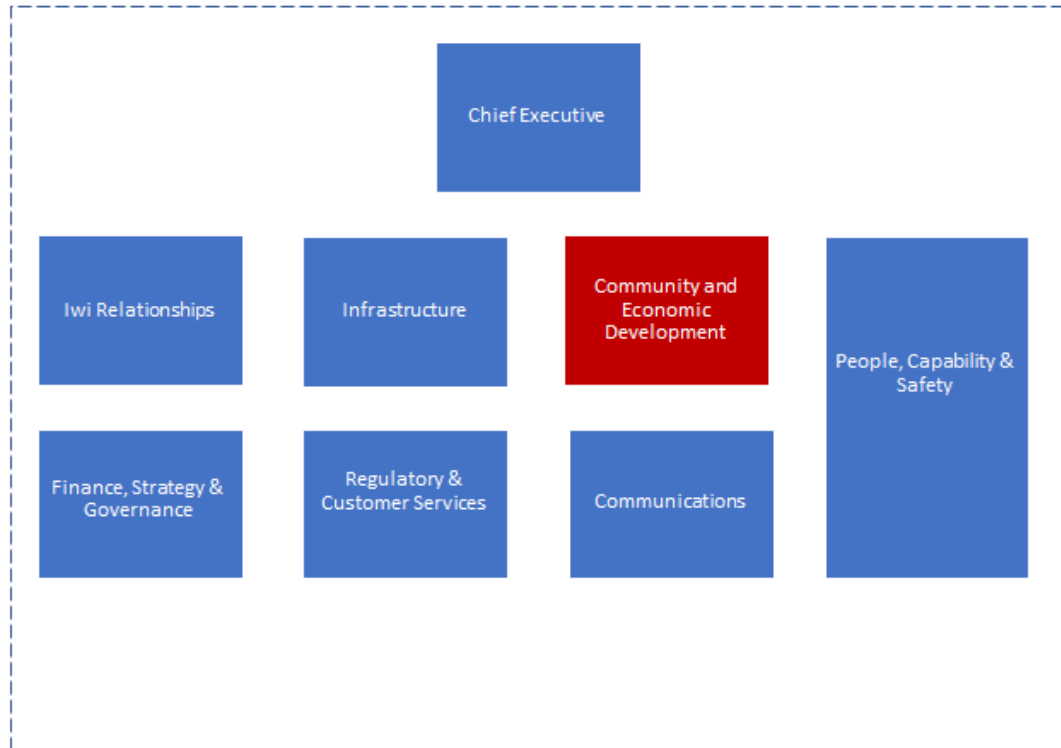 Chief Executive
Iwi Relationships
Infrastructure
Community and
Economic
Development
People, Capability &
Safety
Finance, Strategy &
Governance
Regulatory &
Customer Services
Communications